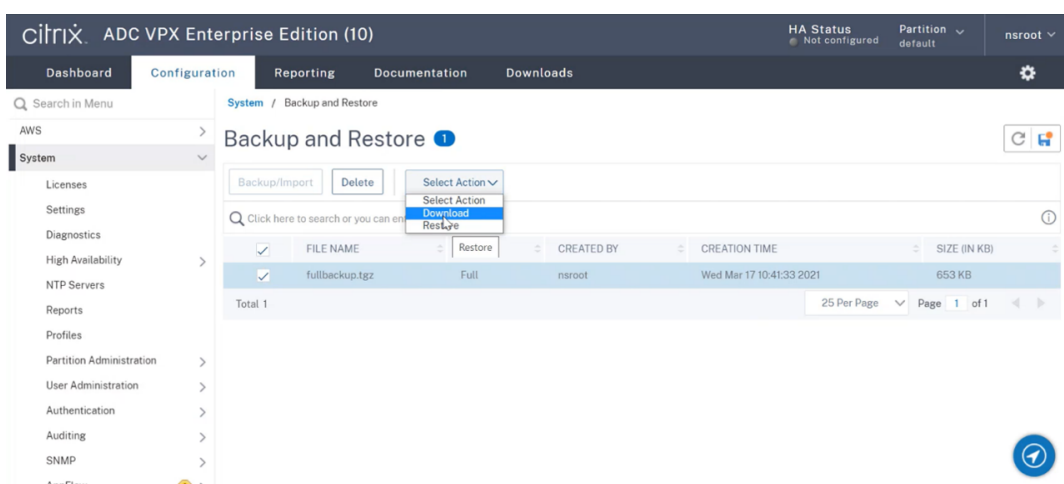 citrix. ADC VPX Enterprise Edition (10)
HA Status
Not configured
Partition
default
nsroot
Dashboard Configuration Reporting Documentation Downloads
Search in Menu
AWS
System
Licenses
Settings
Diagnostics
High Availability
NTP Servers
Reports
Profiles
Partition Administration
User Administration
Authentication
Auditing
SNMP
System / Backup and Restore
Backup and Restore 1
Backup/Import Delete Select Action
Select Action
Download
Restore
Click here to search or you can
Restore
FILE NAME CREATED BY CREATION TIME SIZE (IN KB)
fullbackup.tgz Full nsroot Wed Mar 17 10:41:33 2021 653 KB
Total 1 25 Per Page Page 1 of 1